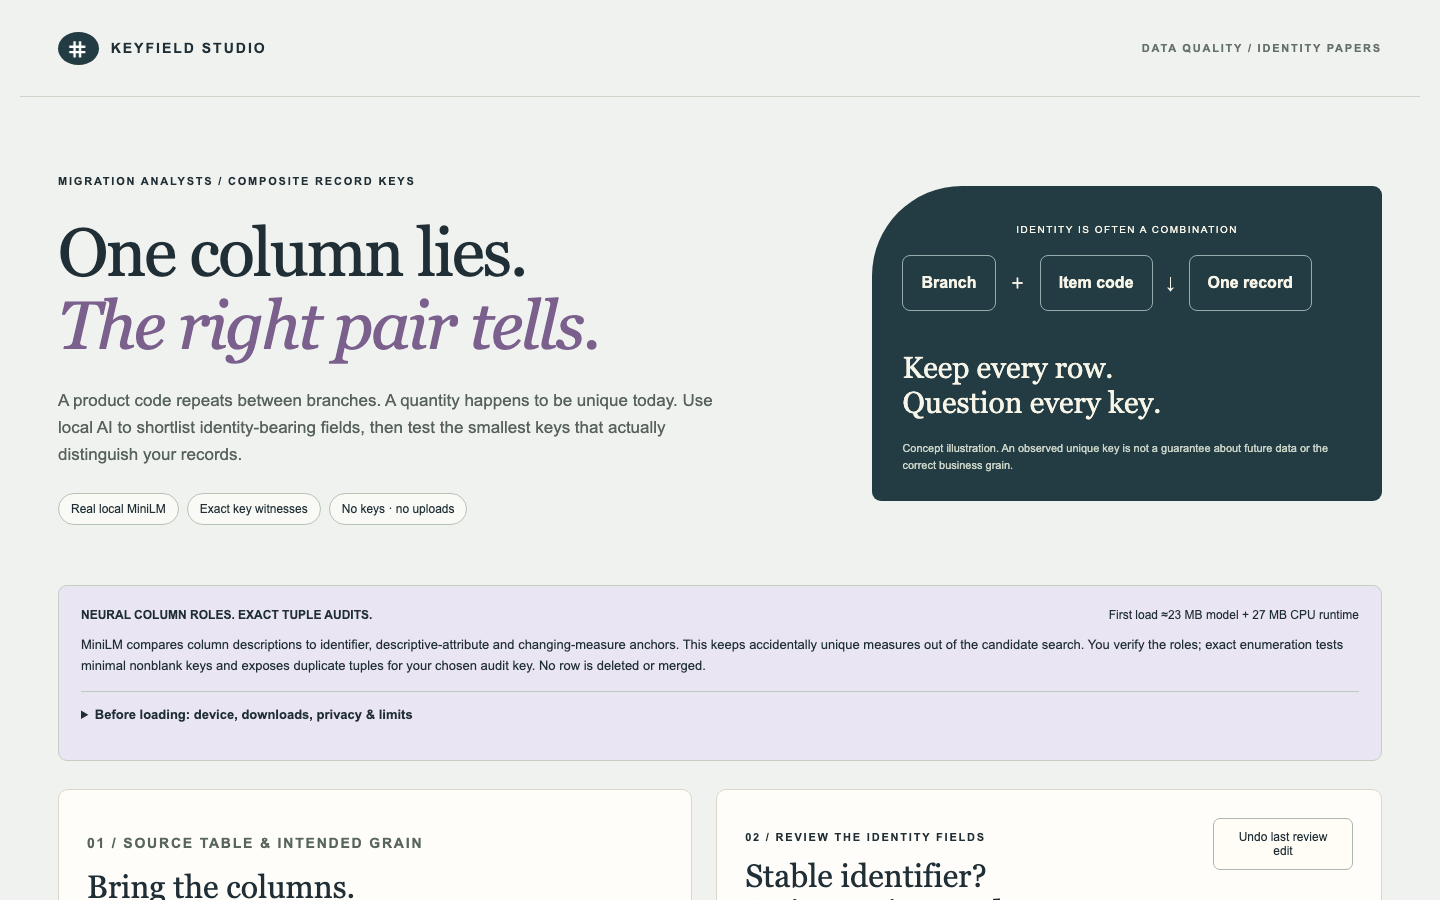 KEYFIELD STUDIO
DATA QUALITY / IDENTITY PAPERS
MIGRATION ANALYSTS / COMPOSITE RECORD KEYS
One column lies.
The right pair tells.
A product code repeats between branches. A quantity happens to be unique today. Use
local AI to shortlist identity-bearing fields, then test the smallest keys that actually
distinguish your records.
Real local MiniLM
Exact key witnesses
No keys · no uploads
IDENTITY IS OFTEN A COMBINATION
Branch + Item code ↓ One record
Keep every row.
Question every key.
Concept illustration. An observed unique key is not a guarantee about future data or the
correct business grain.
NEURAL COLUMN ROLES. EXACT TUPLE AUDITS.
First load ≈23 MB model + 27 MB CPU runtime
MiniLM compares column descriptions to identifier, descriptive-attribute and changing-measure anchors. This keeps accidentally unique measures out of the candidate search. You verify the roles; exact enumeration tests
minimal nonblank keys and exposes duplicate tuples for your chosen audit key. No row is deleted or merged.
Before loading: device, downloads, privacy & limits
01 / SOURCE TABLE & INTENDED GRAIN
Bring the columns.
02 / REVIEW THE IDENTITY FIELDS
Stable identifier?
Undo last review
edit